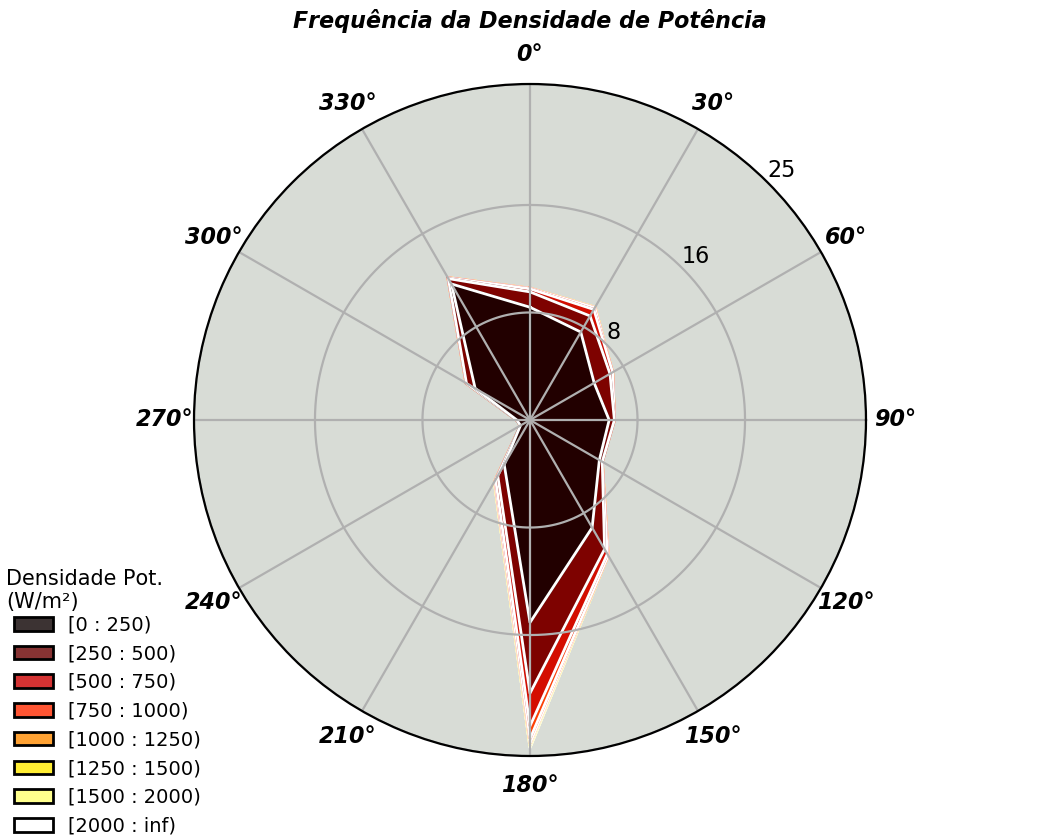 Frequência da Densidade de Potência
0°
330°
30°
25
300°
60°
16
8
270°
90°
240°
120°
210°
150°
180°
Densidade Pot.
(W/m²)
[0 : 250)
[250 : 500)
[500 : 750)
[750 : 1000)
[1000 : 1250)
[1250 : 1500)
[1500 : 2000)
[2000 : inf)